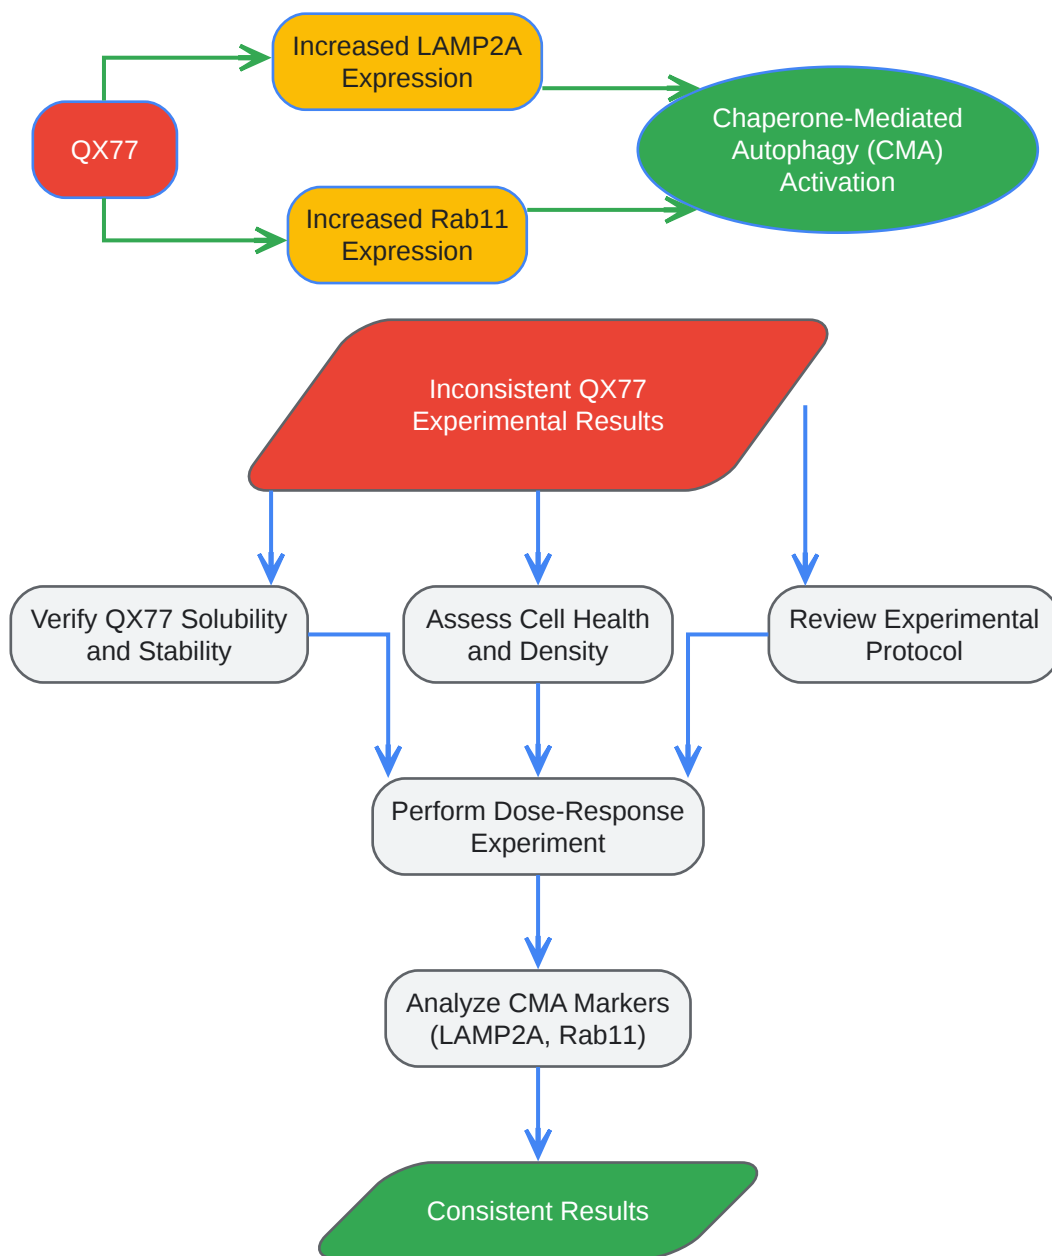 Increased LAMP2A
Expression
QX77
Chaperone-Mediated
Autophagy (CMA)
Activation
Increased Rab11
Expression
Inconsistent QX77
Experimental Results
Verify QX77 Solubility
and Stability
Assess Cell Health
and Density
Review Experimental
Protocol
Perform Dose-Response
Experiment
Analyze CMA Markers
(LAMP2A, Rab11)
Consistent Results